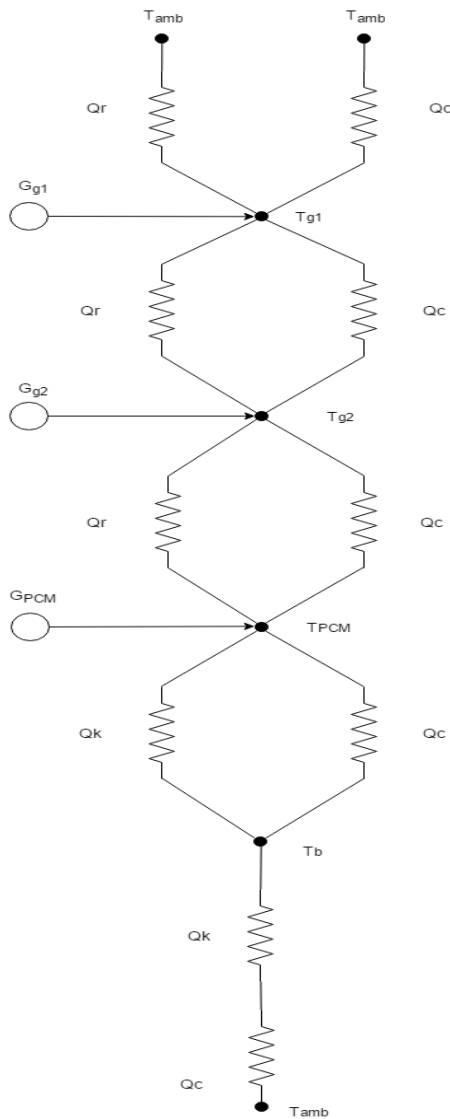 Tamb Tamb
Qr Qc
Gg1
Tg1
Qr Qc
Gg2
Tg2
Qr Qc
GPCM
TPCM
Qk Qc
Tb
Qk
Qc
Tamb